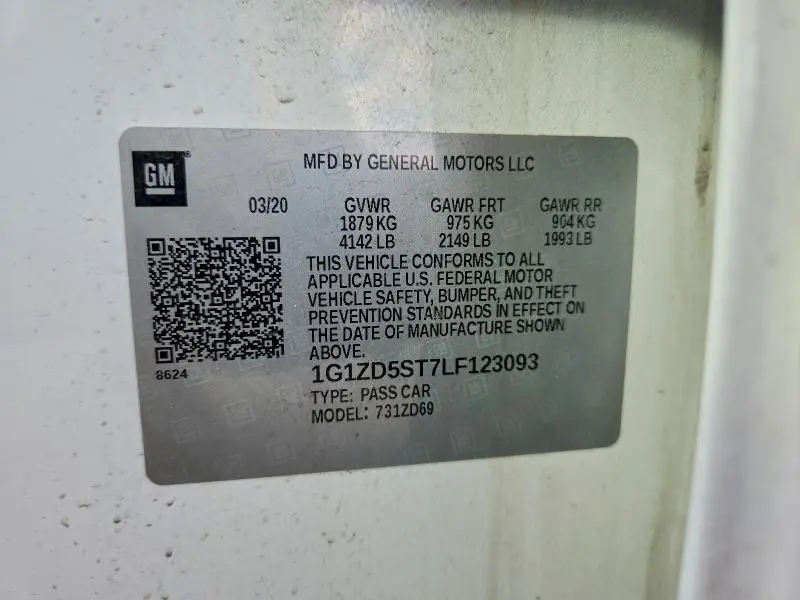 GM
MFD BY GENERAL MOTORS LLC
03/20 GVWR GAWR FRT GAWR RR
1879 KG 975 KG 904 KG
4142 LB 2149 LB 1993 LB
THIS VEHICLE CONFORMS TO ALL
APPLICABLE U.S. FEDERAL MOTOR
VEHICLE SAFETY, BUMPER, AND THEFT
PREVENTION STANDARDS IN EFFECT ON
THE DATE OF MANUFACTURE SHOWN
ABOVE.
8624
1G1ZD5ST7LF123093
TYPE: PASS CAR
MODEL: 731ZD69